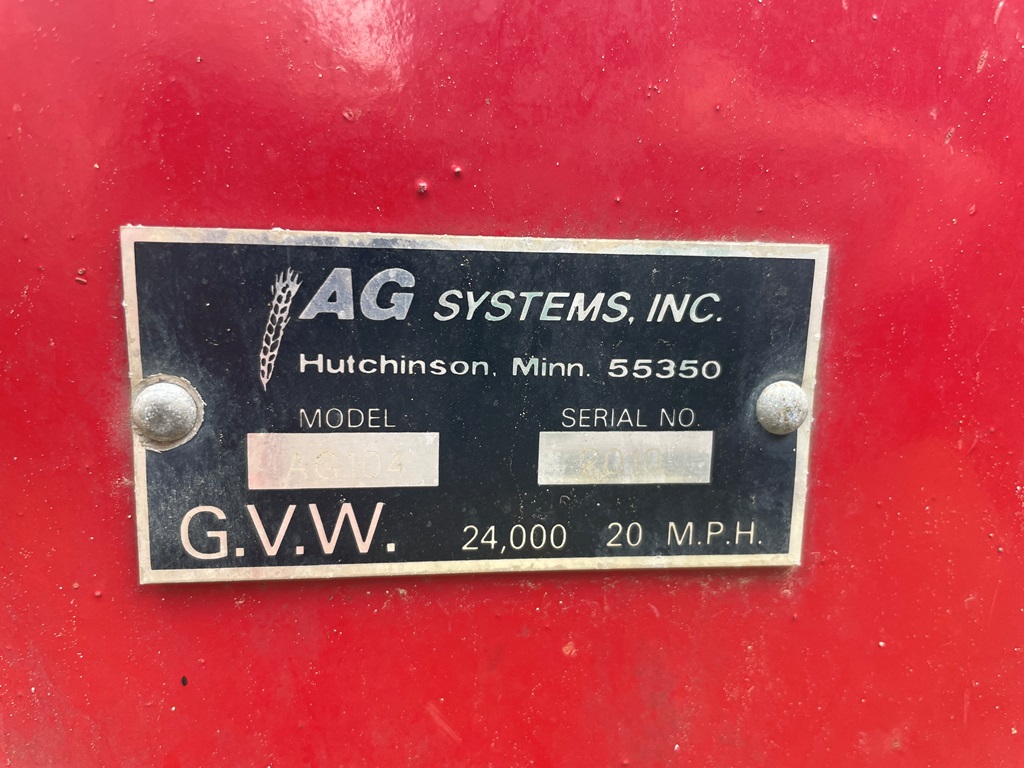 AG SYSTEMS, INC.
Hutchinson, Minn. 55350
MODEL SERIAL NO.
AG104
G.V.W. 24,000 20 M.P.H.